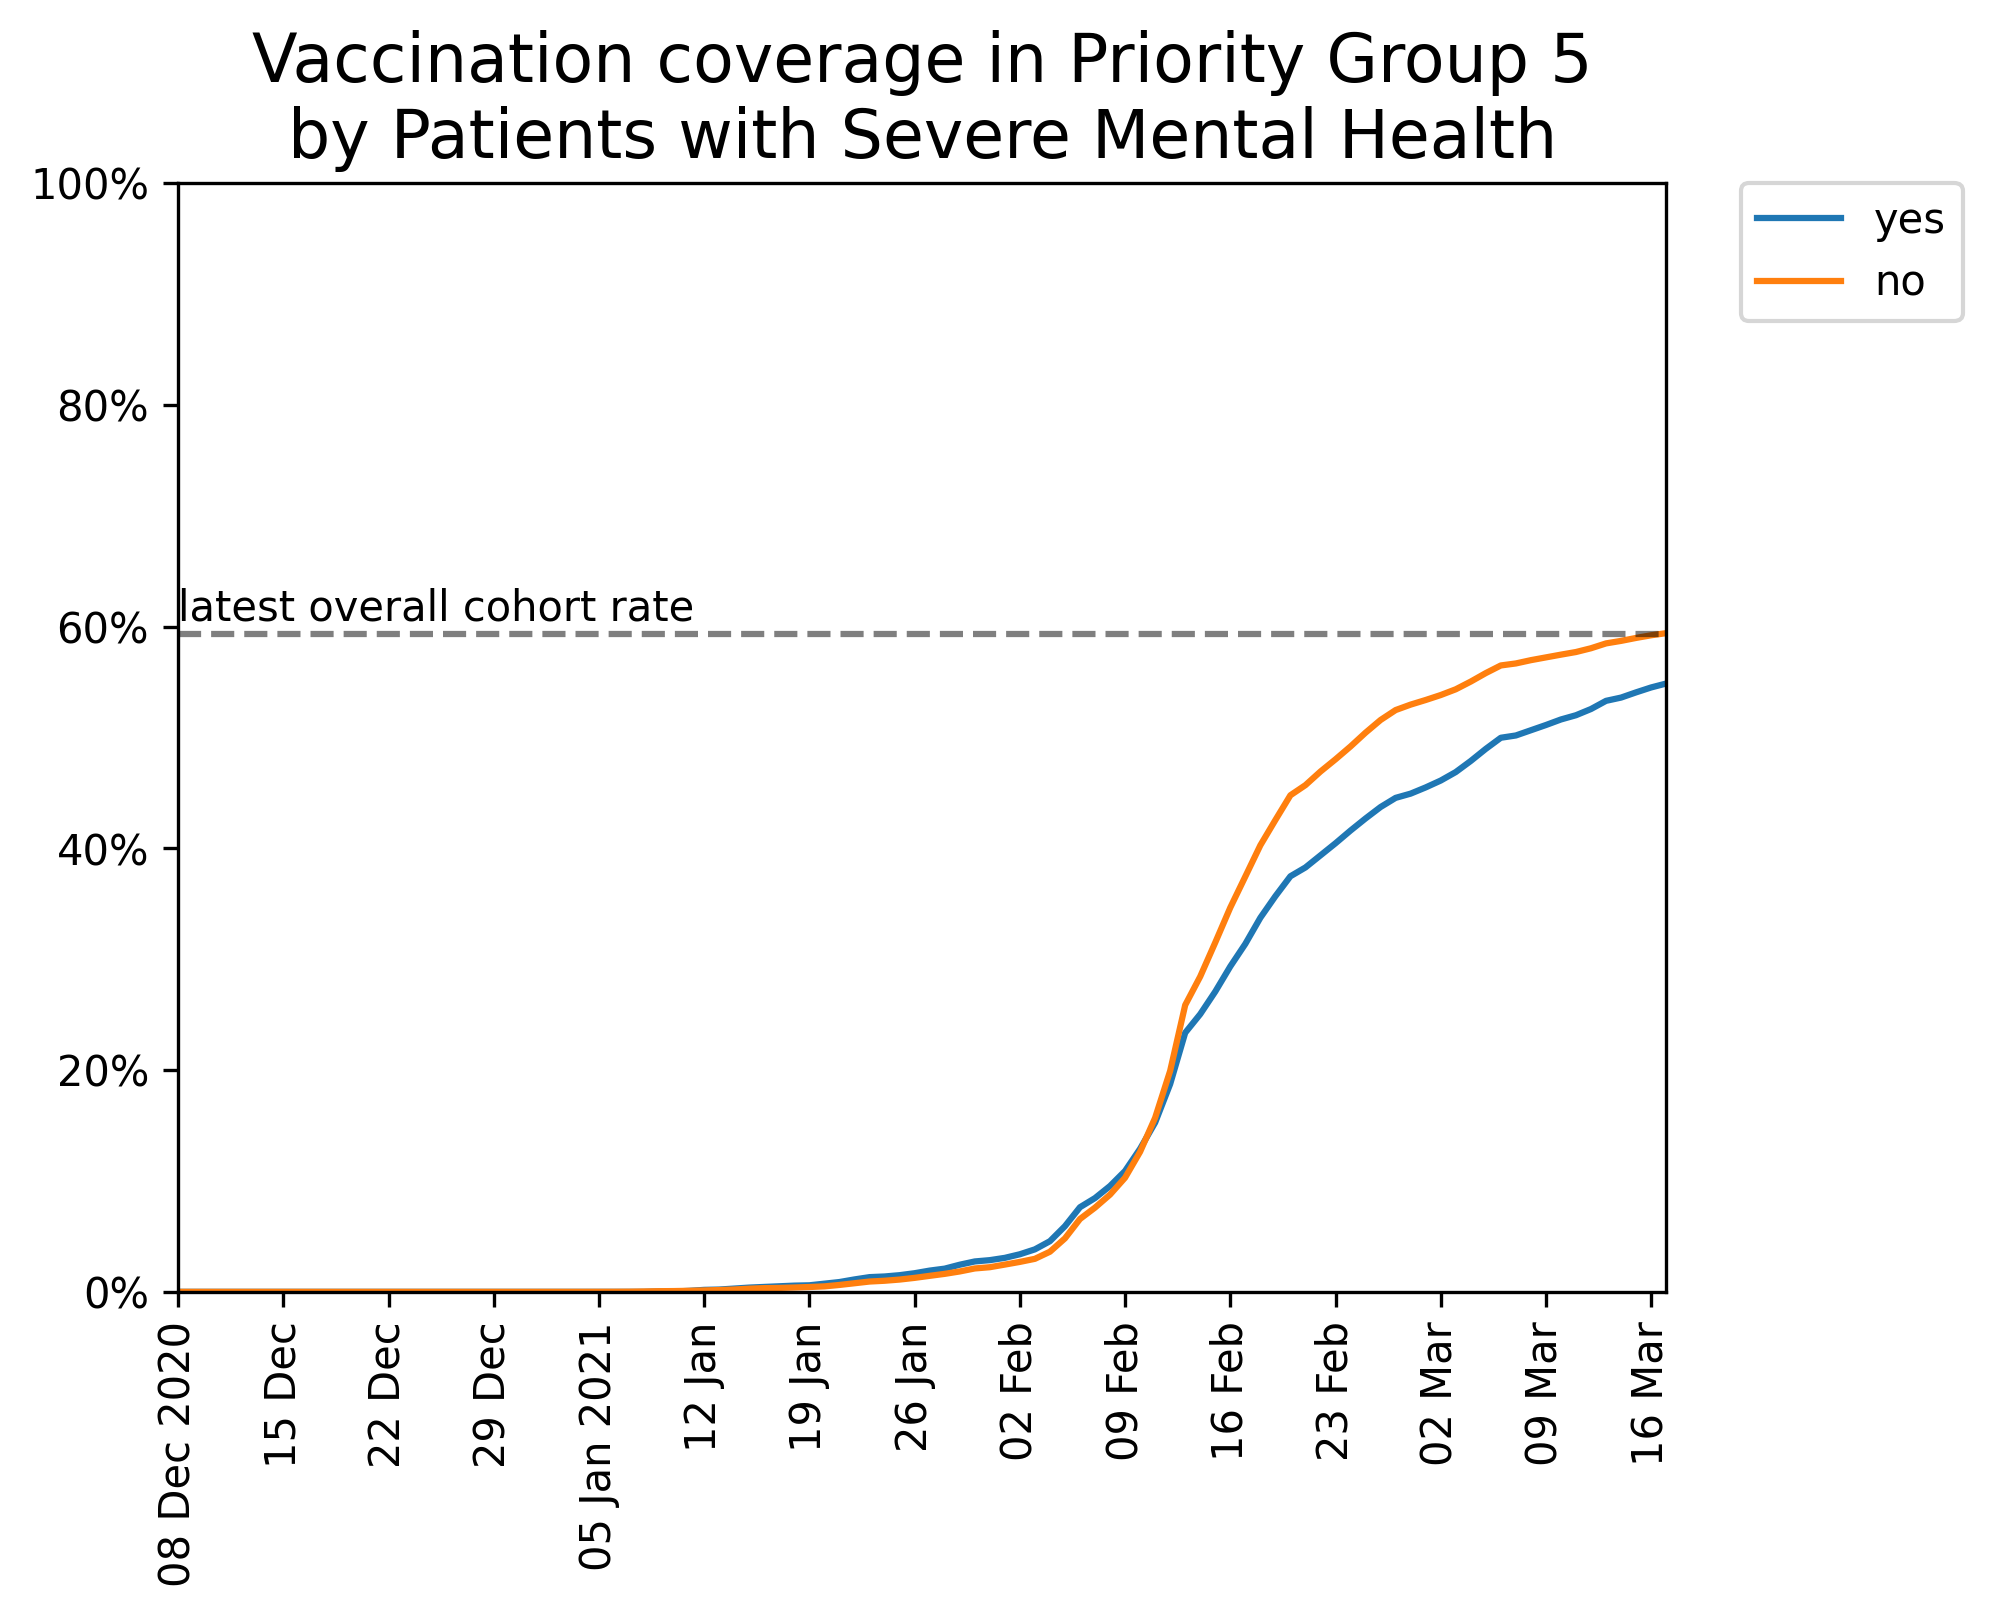 Vaccination coverage in Priority Group 5
by Patients with Severe Mental Health
100%
80%
60%
40%
20%
0%
latest overall cohort rate
yes
no
08 Dec 2020
15 Dec
22 Dec
29 Dec
05 Jan 2021
12 Jan
19 Jan
26 Jan
02 Feb
09 Feb
16 Feb
23 Feb
02 Mar
09 Mar
16 Mar